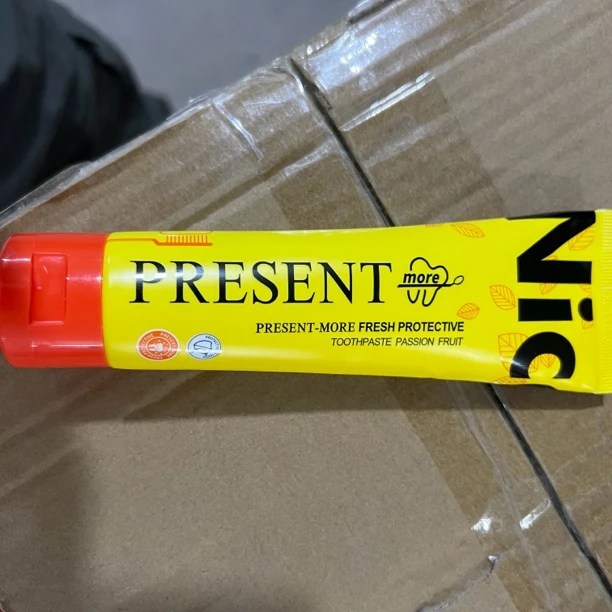 PRESENT more
PRESENT-MORE FRESH PROTECTIVE
TOOTHPASTE PASSION FRUIT
Nic